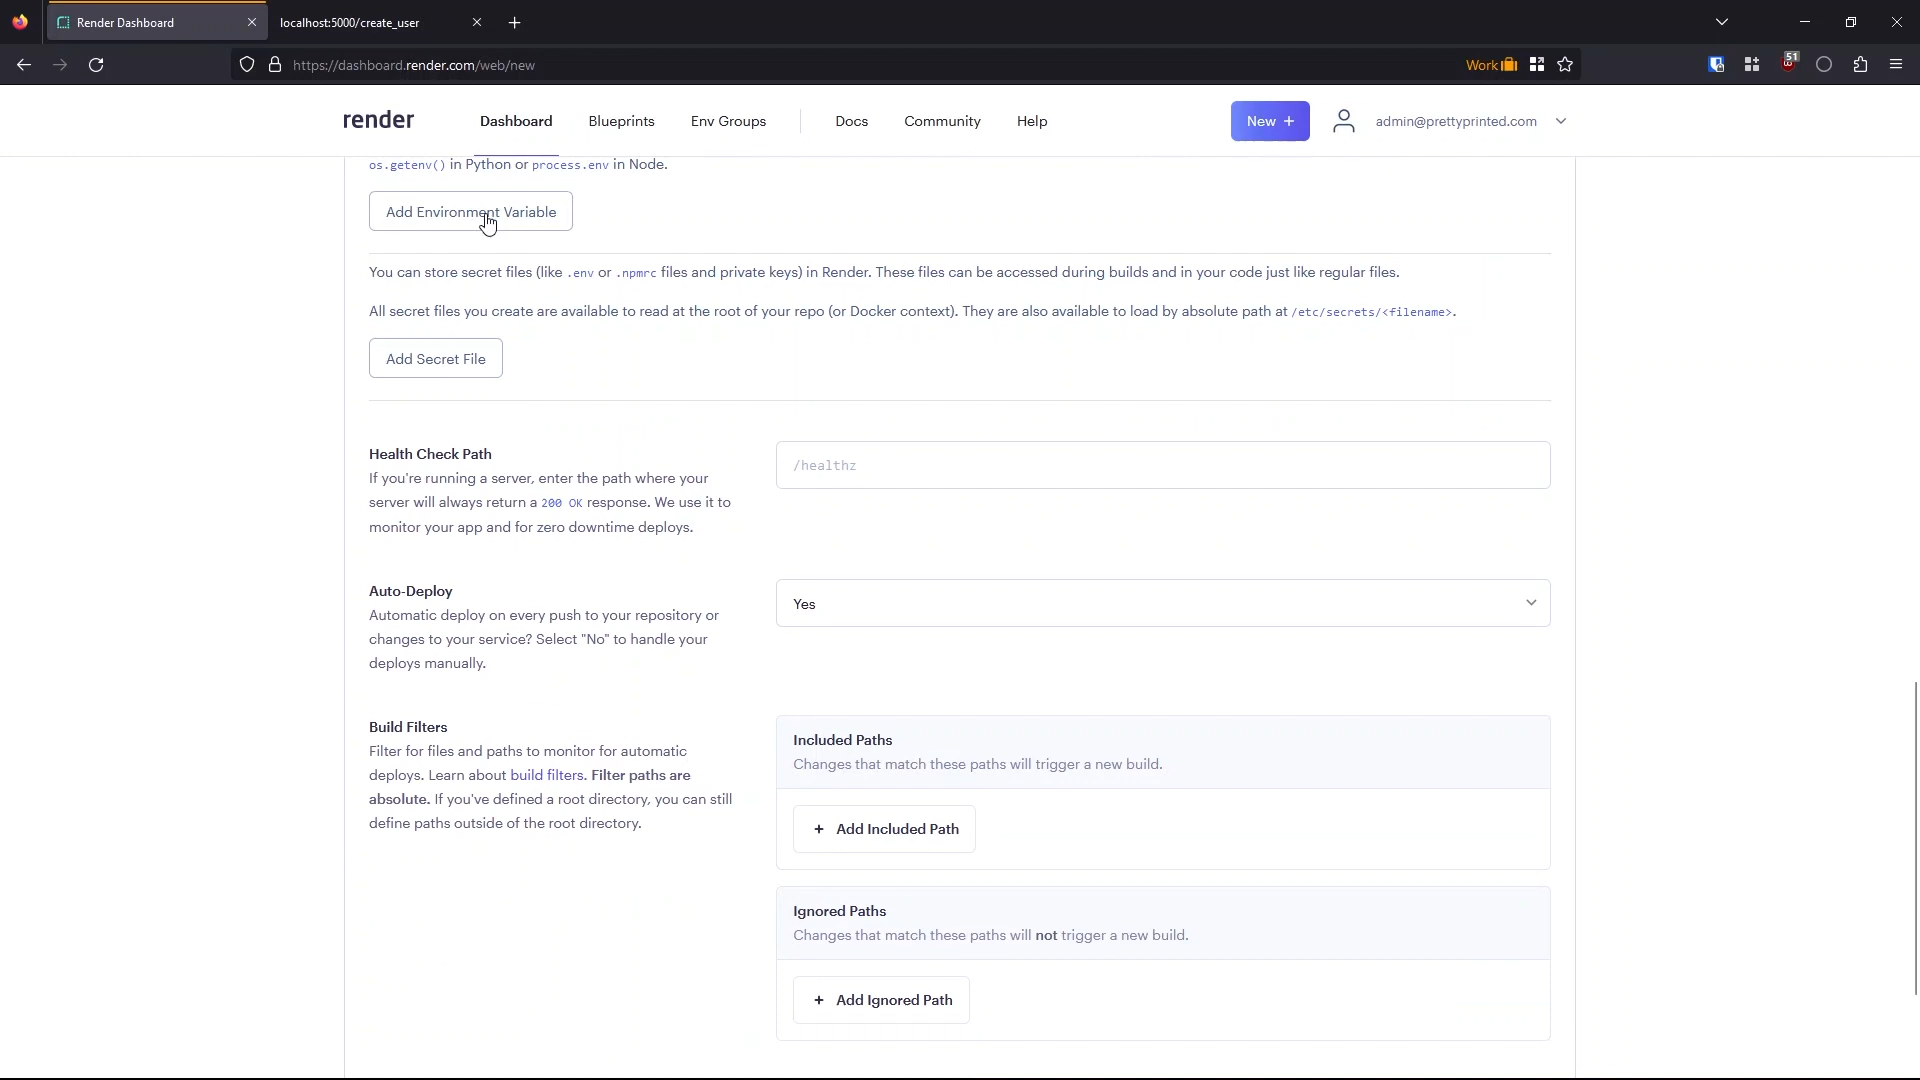 Render Dashboard
localhost:5000/create_user
https://dashboard.render.com/web/new
Work
51
render
Dashboard
Blueprints
Env Groups
Docs
Community
Help
New +
admin@prettyprinted.com
os.getenv() in Python or process.env in Node.
Add Environment Variable
You can store secret files (like .env or .npmrc files and private keys) in Render. These files can be accessed during builds and in your code just like regular files.
All secret files you create are available to read at the root of your repo (or Docker context). They are also available to load by absolute path at /etc/secrets/<filename>.
Add Secret File
Health Check Path
If you're running a server, enter the path where your
server will always return a 200 OK response. We use it to
monitor your app and for zero downtime deploys.
/healthz
Auto-Deploy
Automatic deploy on every push to your repository or
changes to your service? Select "No" to handle your
deploys manually.
Yes
Build Filters
Filter for files and paths to monitor for automatic
deploys. Learn about build filters. Filter paths are
absolute. If you've defined a root directory, you can still
define paths outside of the root directory.
Included Paths
Changes that match these paths will trigger a new build.
+ Add Included Path
Ignored Paths
Changes that match these paths will not trigger a new build.
+ Add Ignored Path